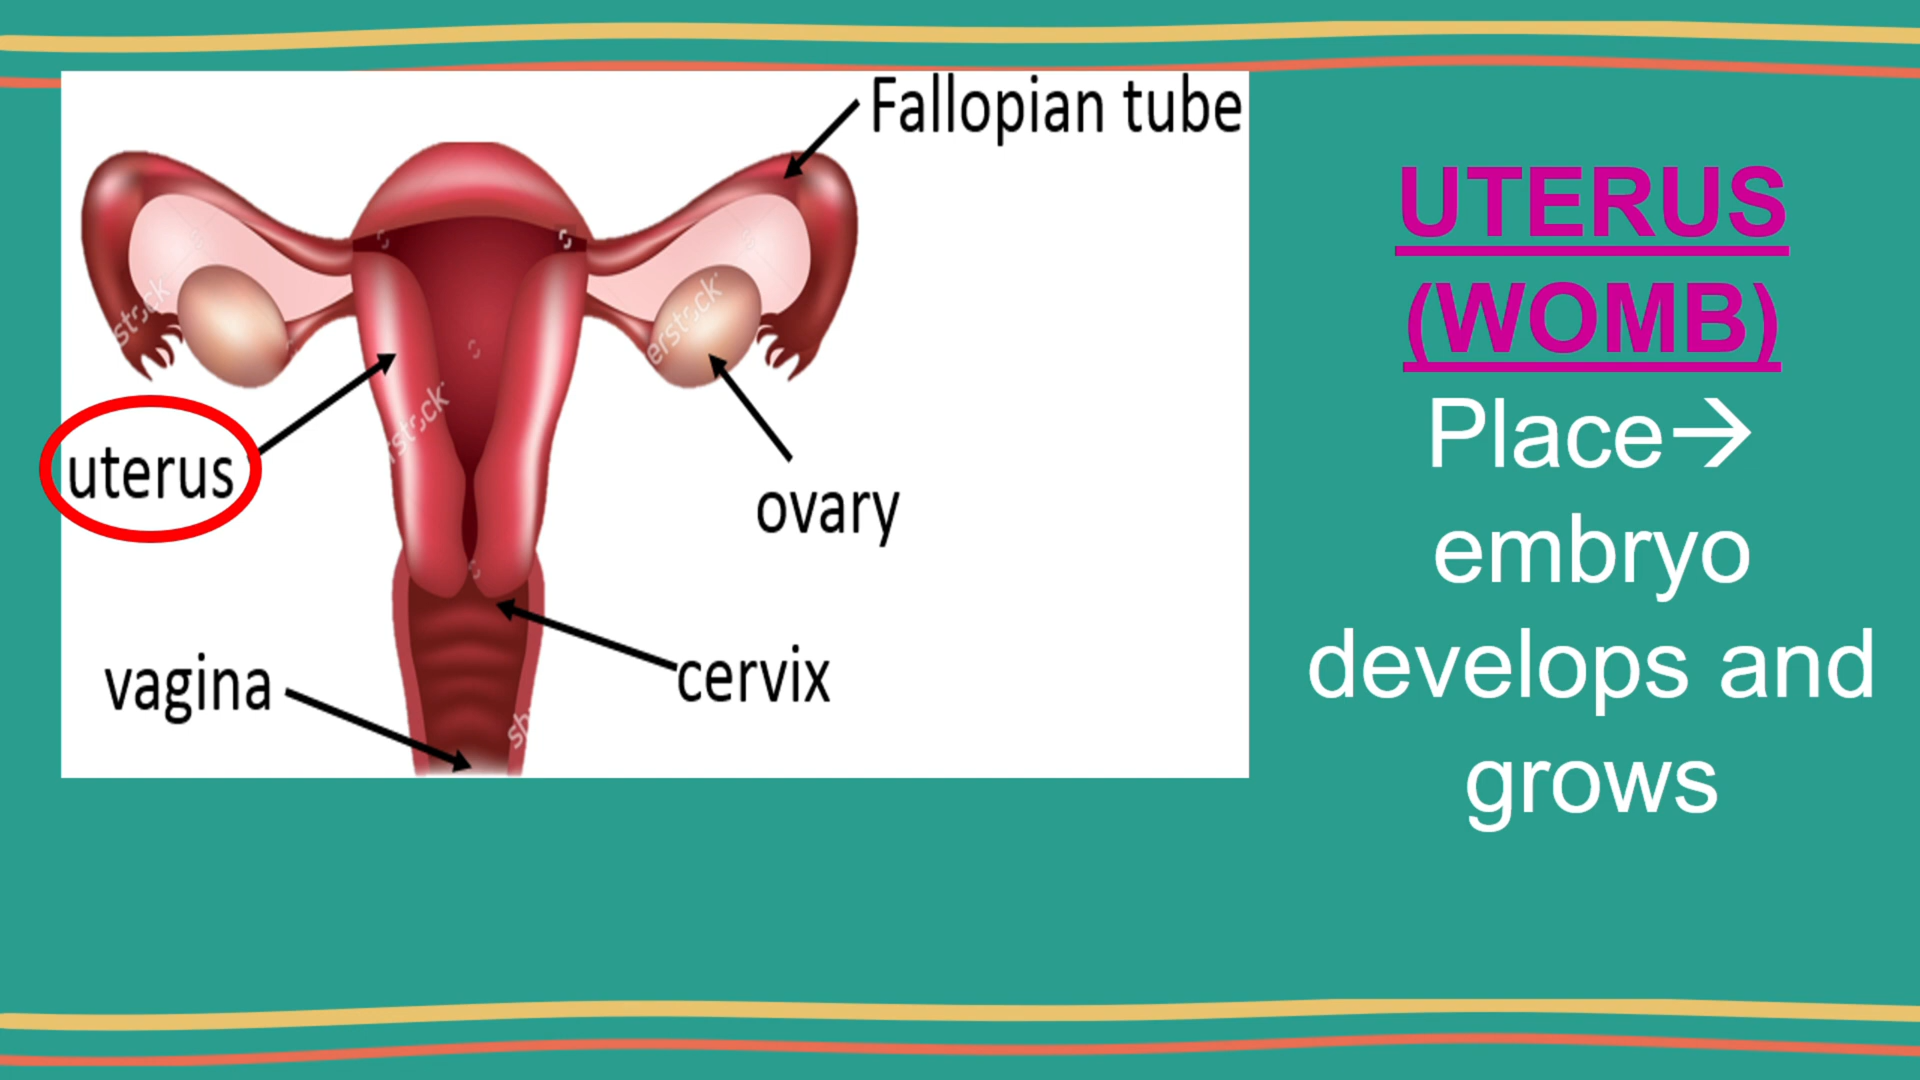 Fallopian tube
uterus
ovary
vagina
cervix
UTERUS
(WOMB)
Place→
embryo
develops and
grows